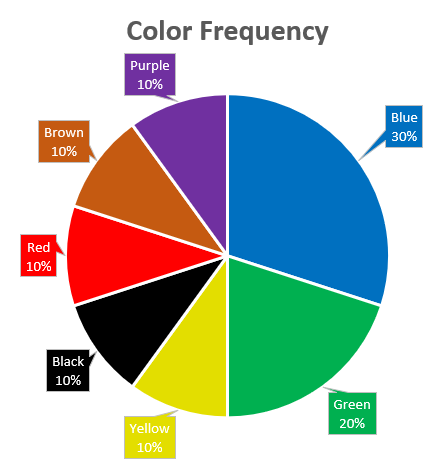 Color Frequency
Purple
10%
Blue
30%
Brown
10%
Red
10%
Black
10%
Green
20%
Yellow
10%